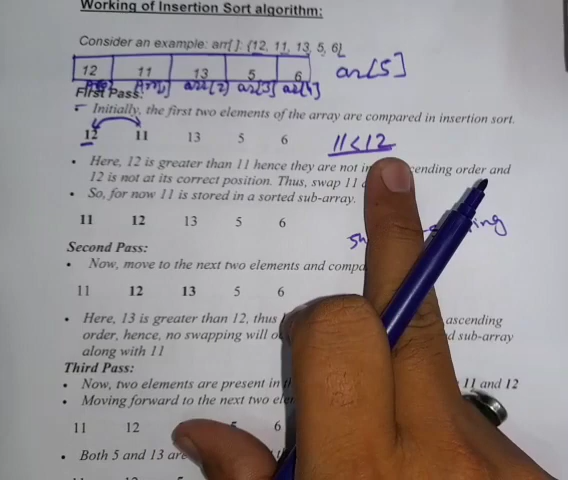 Working of Insertion Sort algorithm:
Consider an example: arr[ ]: {12, 11, 13, 5, 6}
12 11 13 5 6 ar[5]
arr[2] ar[3] ar[4]
First Pass:
Initially, the first two elements of the array are compared in insertion sort.
12 11 13 5 6 11<12
• Here, 12 is greater than 11 hence they are not in cending order and
12 is not at its correct position. Thus, swap 11
• So, for now 11 is stored in a sorted sub-array.
11 12 13 5 6
Second Pass:
• Now, move to the next two elements and compa
11 12 13 5 6
• Here, 13 is greater than 12, thus ascending
order, hence, no swapping will o d sub-array
along with 11
Third Pass:
• Now, two elements are present in 11 and 12
• Moving forward to the next two
11 12 6
• Both 5 and 13 are